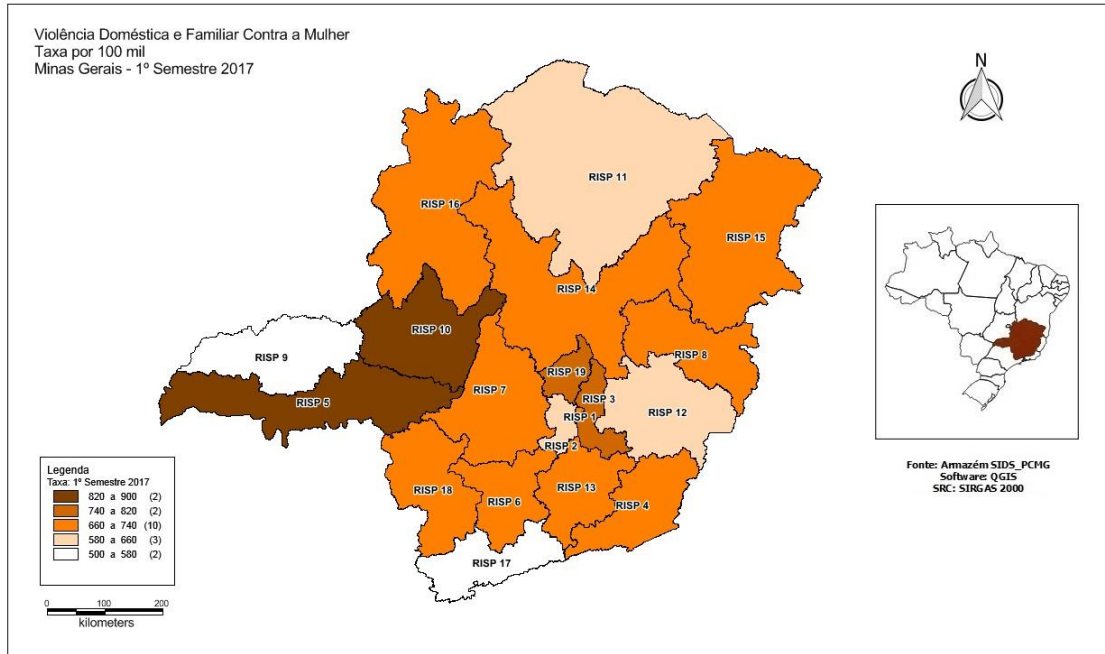 Violência Doméstica e Familiar Contra a Mulher
Taxa por 100 mil
Minas Gerais - 1º Semestre 2017
N
RISP 11
RISP 16
RISP 15
RISP 14
RISP 10
RISP 9
RISP 8
RISP 19
RISP 7
RISP 3
RISP 5
RISP 12
RISP 1
RISP 2
RISP 18
RISP 6
RISP 13
RISP 4
RISP 17
Legenda
Taxa: 1º Semestre 2017
820 a 900 (2)
740 a 820 (2)
660 a 740 (10)
580 a 660 (3)
500 a 580 (2)
0 100 200
kilometers
Fonte: Armazém SIDS_PCMG
Software: QGIS
SRC: SIRGAS 2000